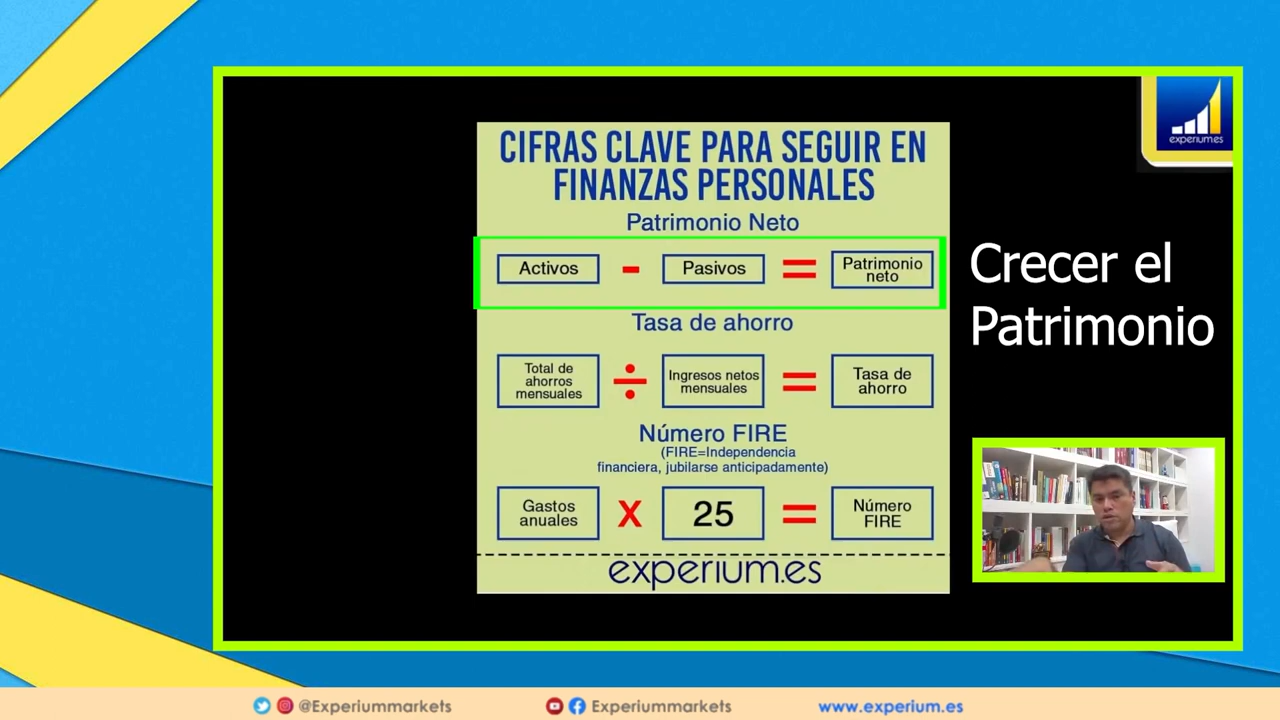 experium.es
CIFRAS CLAVE PARA SEGUIR EN
FINANZAS PERSONALES
Patrimonio Neto
Activos - Pasivos = Patrimonio
neto
Crecer el
Patrimonio
Tasa de ahorro
Total de
ahorros
mensuales
÷
Ingresos netos
mensuales
=
Tasa de
ahorro
Número FIRE
(FIRE=Independencia
financiera, jubilarse anticipadamente)
Gastos
anuales
X
25
=
Número
FIRE
experium.es
@Experiummarkets
Experiummarkets
www.experium.es